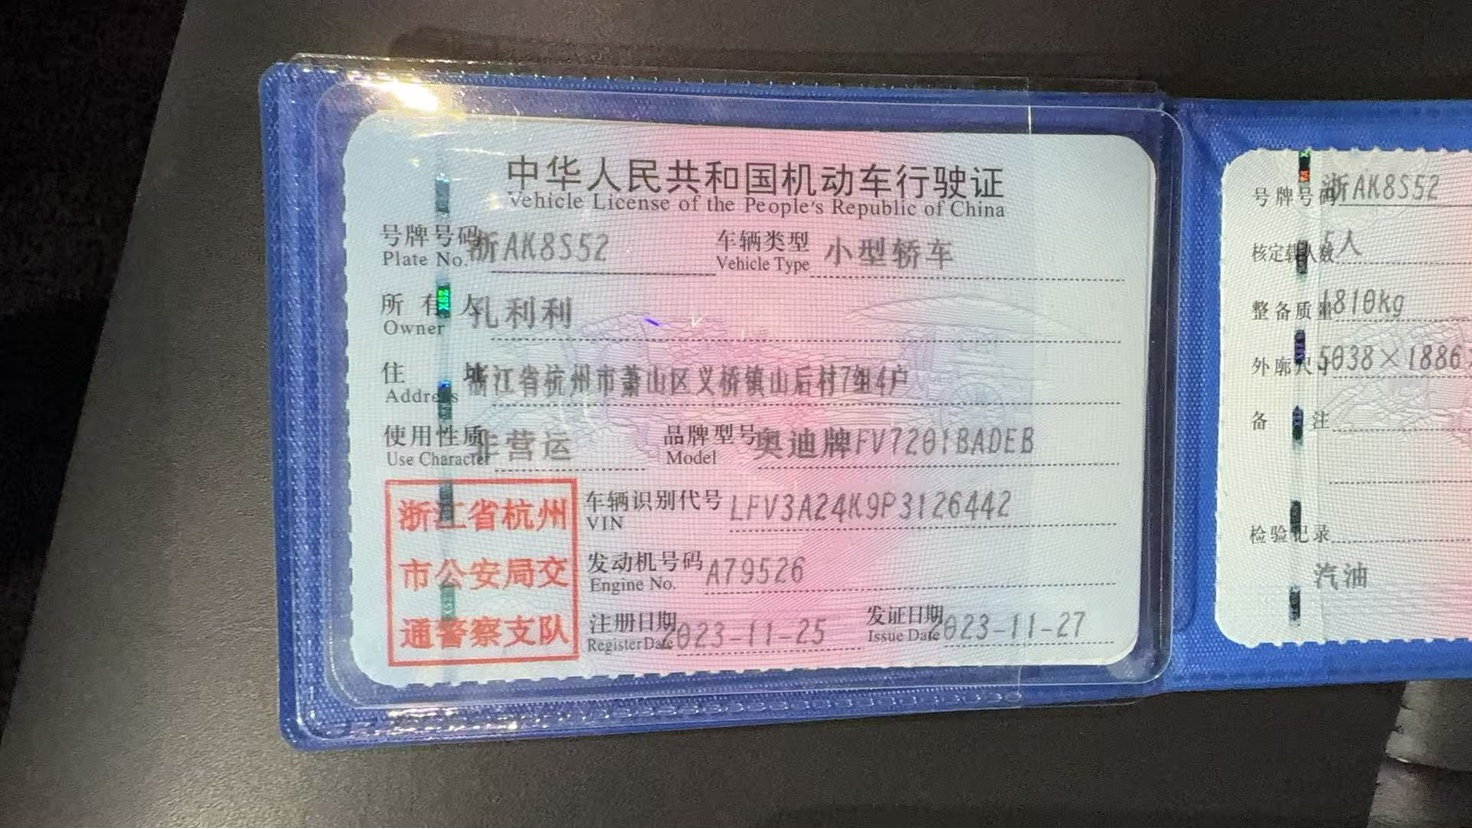 中华人民共和国机动车行驶证
Vehicle License of the People's Republic of China
号牌号码 浙AK8S52 车辆类型 小型轿车
Plate No. Vehicle Type
所有人 孔利利
Owner
住址 浙江省杭州市萧山区义桥镇山后村7组4户
Address
使用性质 非营运 品牌型号 奥迪牌FV7201BADEB
Use Character Model
浙江省杭州
市公安局交
通警察支队
车辆识别代号 LFV3A24K9P3126442
VIN
发动机号码 A79526
Engine No.
注册日期 2023-11-25 发证日期 2023-11-27
Register Date Issue Date
号牌号码 浙AK8S52
核定载人数 5人
整备质量 1810kg
外廓尺寸 5038×1886
备注
检验记录
汽油